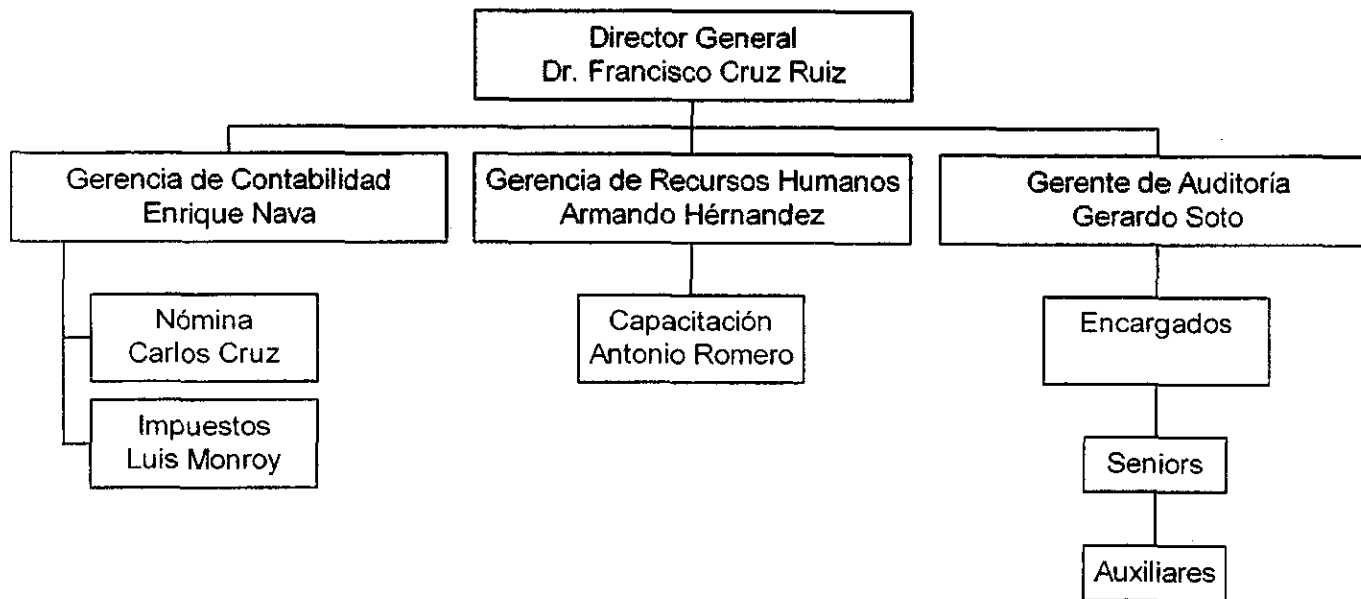 Director General
Dr. Francisco Cruz Ruiz
Gerencia de Contabilidad
Enrique Nava
Gerencia de Recursos Humanos
Armando Hérnandez
Gerente de Auditoría
Gerardo Soto
Nómina
Carlos Cruz
Impuestos
Luis Monroy
Capacitación
Antonio Romero
Encargados
Seniors
Auxiliares